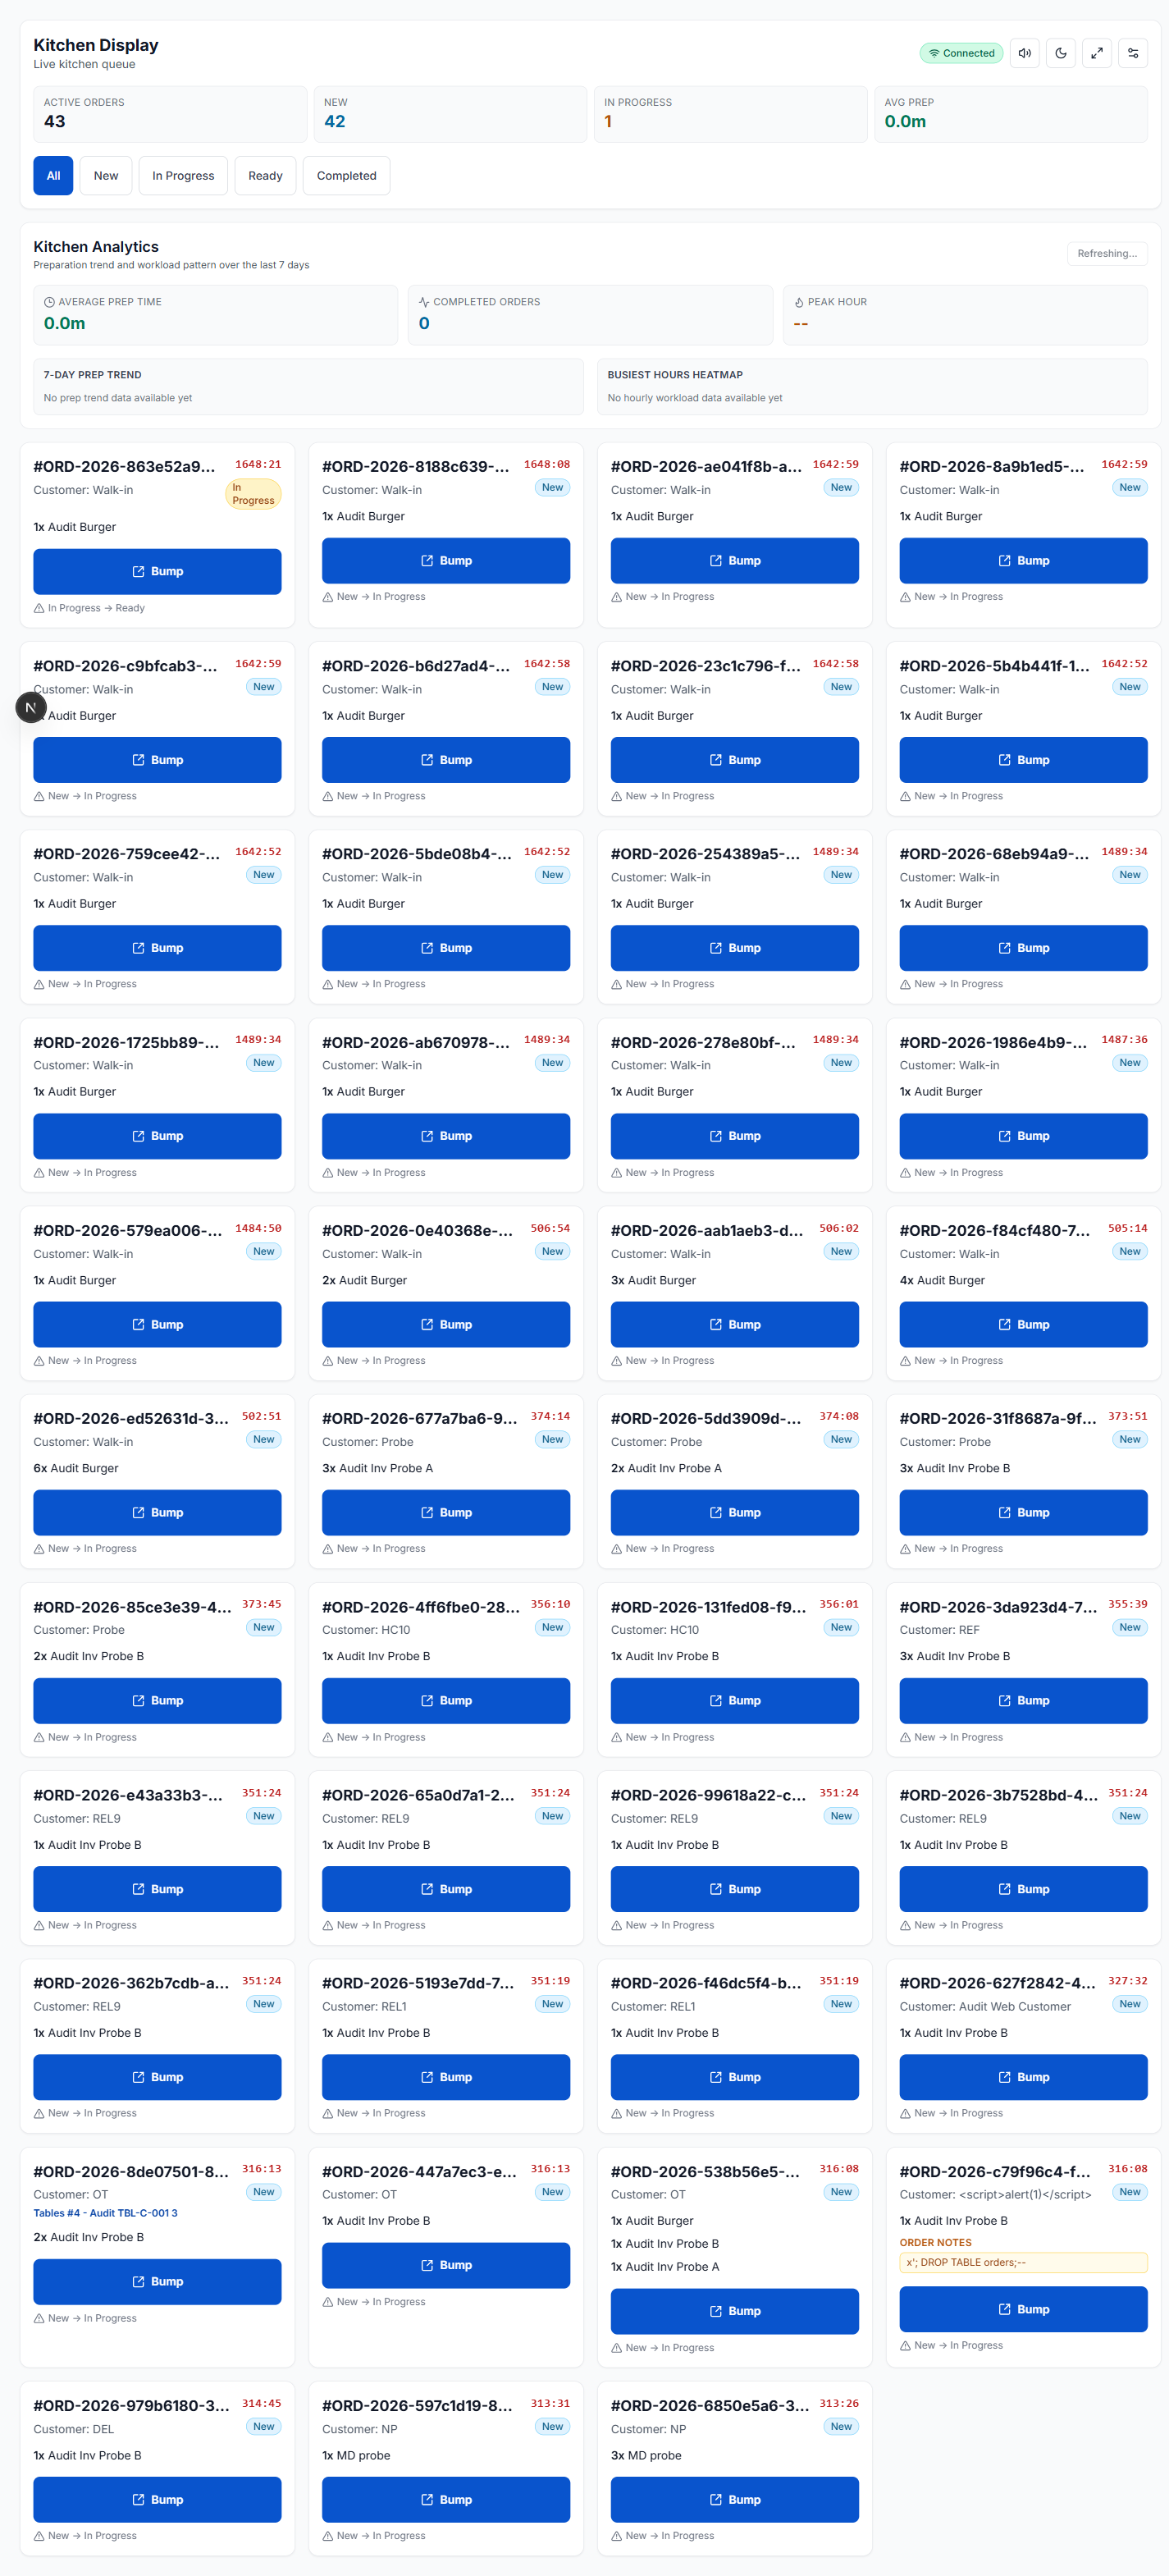 Kitchen Display
Live kitchen queue
Connected
ACTIVE ORDERS
43
NEW
42
IN PROGRESS
1
AVG PREP
0.0m
All
New
In Progress
Ready
Completed
Kitchen Analytics
Preparation trend and workload pattern over the last 7 days
Refreshing...
AVERAGE PREP TIME
0.0m
COMPLETED ORDERS
0
PEAK HOUR
--
7-DAY PREP TREND
No prep trend data available yet
BUSIEST HOURS HEATMAP
No hourly workload data available yet
#ORD-2026-863e52a9... 1648:21
Customer: Walk-in
In Progress
1x Audit Burger
Bump
In Progress → Ready
#ORD-2026-8188c639-... 1648:08
Customer: Walk-in New
1x Audit Burger
Bump
New → In Progress
#ORD-2026-ae041f8b-a... 1642:59
Customer: Walk-in New
1x Audit Burger
Bump
New → In Progress
#ORD-2026-8a9b1ed5-... 1642:59
Customer: Walk-in New
1x Audit Burger
Bump
New → In Progress
#ORD-2026-c9bfcab3-... 1642:59
Customer: Walk-in New
Audit Burger
Bump
New → In Progress
#ORD-2026-b6d27ad4-... 1642:58
Customer: Walk-in New
1x Audit Burger
Bump
New → In Progress
#ORD-2026-23c1c796-f... 1642:58
Customer: Walk-in New
1x Audit Burger
Bump
New → In Progress
#ORD-2026-5b4b441f-1... 1642:52
Customer: Walk-in New
1x Audit Burger
Bump
New → In Progress
#ORD-2026-759cee42-... 1642:52
Customer: Walk-in New
1x Audit Burger
Bump
New → In Progress
#ORD-2026-5bde08b4-... 1642:52
Customer: Walk-in New
1x Audit Burger
Bump
New → In Progress
#ORD-2026-254389a5-... 1489:34
Customer: Walk-in New
1x Audit Burger
Bump
New → In Progress
#ORD-2026-68eb94a9-... 1489:34
Customer: Walk-in New
1x Audit Burger
Bump
New → In Progress
#ORD-2026-1725bb89-... 1489:34
Customer: Walk-in New
1x Audit Burger
Bump
New → In Progress
#ORD-2026-ab670978-... 1489:34
Customer: Walk-in New
1x Audit Burger
Bump
New → In Progress
#ORD-2026-278e80bf-... 1489:34
Customer: Walk-in New
1x Audit Burger
Bump
New → In Progress
#ORD-2026-1986e4b9-... 1487:36
Customer: Walk-in New
1x Audit Burger
Bump
New → In Progress
#ORD-2026-579ea006-... 1484:50
Customer: Walk-in New
1x Audit Burger
Bump
New → In Progress
#ORD-2026-0e40368e-... 506:54
Customer: Walk-in New
2x Audit Burger
Bump
New → In Progress
#ORD-2026-aab1aeb3-d... 506:02
Customer: Walk-in New
3x Audit Burger
Bump
New → In Progress
#ORD-2026-f84cf480-7... 505:14
Customer: Walk-in New
4x Audit Burger
Bump
New → In Progress
#ORD-2026-ed52631d-3... 502:51
Customer: Walk-in New
6x Audit Burger
Bump
New → In Progress
#ORD-2026-677a7ba6-9... 374:14
Customer: Probe New
3x Audit Inv Probe A
Bump
New → In Progress
#ORD-2026-5dd3909d-... 374:08
Customer: Probe New
2x Audit Inv Probe A
Bump
New → In Progress
#ORD-2026-31f8687a-9f... 373:51
Customer: Probe New
3x Audit Inv Probe B
Bump
New → In Progress
#ORD-2026-85ce3e39-4... 373:45
Customer: Probe New
2x Audit Inv Probe B
Bump
New → In Progress
#ORD-2026-4ff6fbe0-28... 356:10
Customer: HC10 New
1x Audit Inv Probe B
Bump
New → In Progress
#ORD-2026-131fed08-f9... 356:01
Customer: HC10 New
1x Audit Inv Probe B
Bump
New → In Progress
#ORD-2026-3da923d4-7... 355:39
Customer: REF New
3x Audit Inv Probe B
Bump
New → In Progress
#ORD-2026-e43a33b3-... 351:24
Customer: REL9 New
1x Audit Inv Probe B
Bump
New → In Progress
#ORD-2026-65a0d7a1-2... 351:24
Customer: REL9 New
1x Audit Inv Probe B
Bump
New → In Progress
#ORD-2026-99618a22-c... 351:24
Customer: REL9 New
1x Audit Inv Probe B
Bump
New → In Progress
#ORD-2026-3b7528bd-4... 351:24
Customer: REL9 New
1x Audit Inv Probe B
Bump
New → In Progress
#ORD-2026-362b7cdb-a... 351:24
Customer: REL9 New
1x Audit Inv Probe B
Bump
New → In Progress
#ORD-2026-5193e7dd-7... 351:19
Customer: REL1 New
1x Audit Inv Probe B
Bump
New → In Progress
#ORD-2026-f46dc5f4-b... 351:19
Customer: REL1 New
1x Audit Inv Probe B
Bump
New → In Progress
#ORD-2026-627f2842-4... 327:32
Customer: Audit Web Customer New
1x Audit Inv Probe B
Bump
New → In Progress
#ORD-2026-8de07501-8... 316:13
Customer: OT New
Tables #4 - Audit TBL-C-001 3
2x Audit Inv Probe B
Bump
New → In Progress
#ORD-2026-447a7ec3-e... 316:13
Customer: OT New
1x Audit Inv Probe B
Bump
New → In Progress
#ORD-2026-538b56e5-... 316:08
Customer: OT New
1x Audit Burger
1x Audit Inv Probe B
1x Audit Inv Probe A
Bump
New → In Progress
#ORD-2026-c79f96c4-f... 316:08
Customer: <script>alert(1)</script> New
1x Audit Inv Probe B
ORDER NOTES
x'; DROP TABLE orders;--
Bump
New → In Progress
#ORD-2026-979b6180-3... 314:45
Customer: DEL New
1x Audit Inv Probe B
Bump
New → In Progress
#ORD-2026-597c1d19-8... 313:31
Customer: NP New
1x MD probe
Bump
New → In Progress
#ORD-2026-6850e5a6-3... 313:26
Customer: NP New
3x MD probe
Bump
New → In Progress